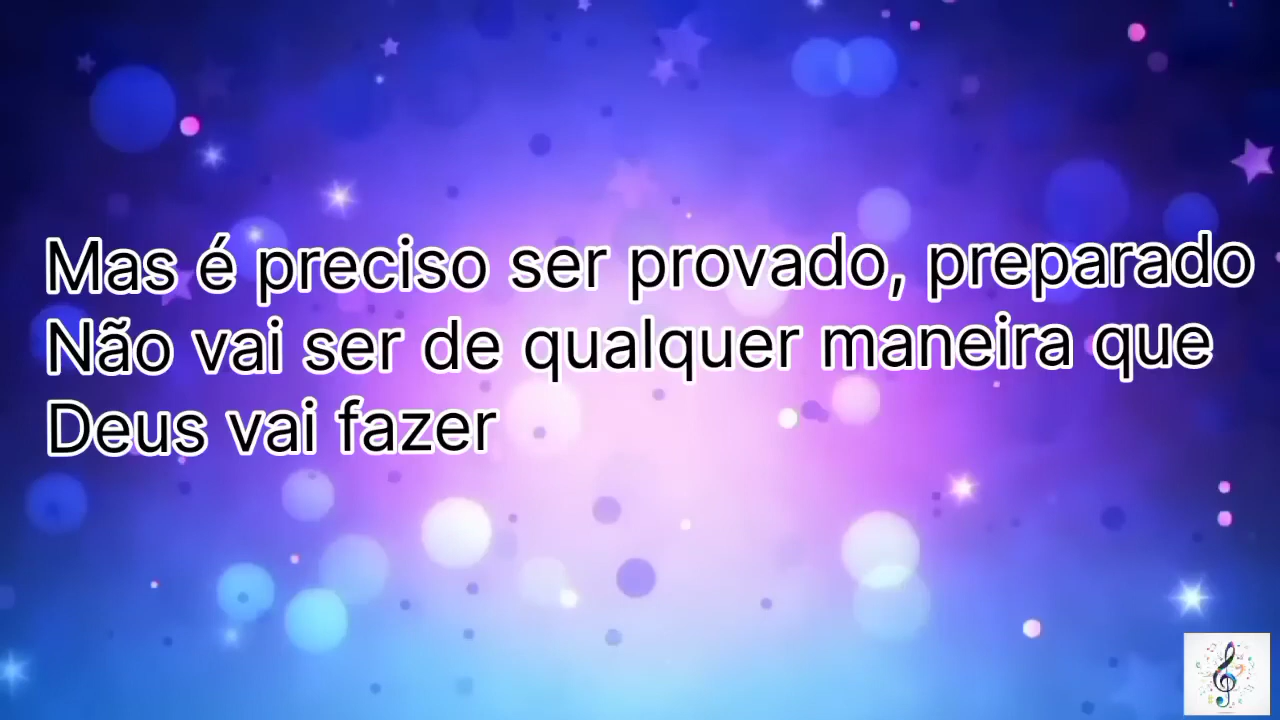 Mas é preciso ser provado, preparado
Não vai ser de qualquer maneira que
Deus vai fazer